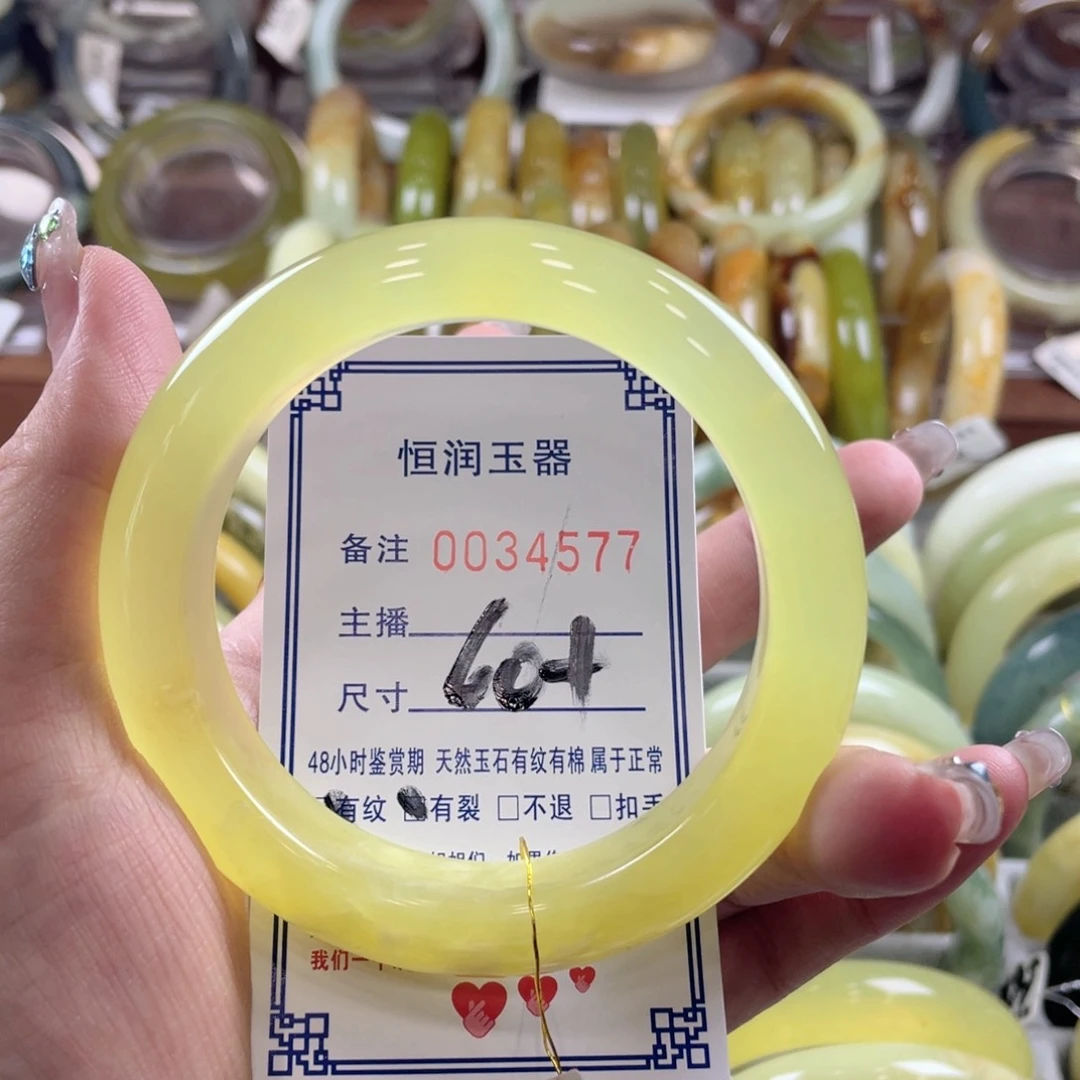 恒润玉器
备注 0034577
主播
尺寸 60+
48小时鉴赏期 天然玉石有纹有棉 属于正常
有纹 有裂 □不退 □扣手
我们一